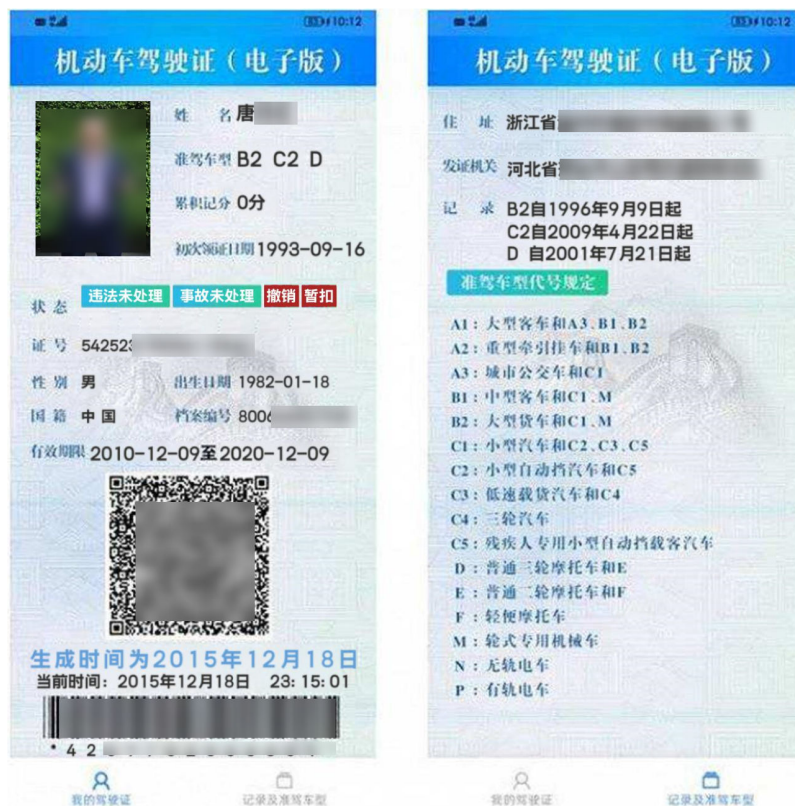 10:12
机动车驾驶证（电子版）
姓 名 唐
准驾车型 B2 C2 D
累积记分 0分
初次领证日期 1993-09-16
状态 违法未处理 事故未处理 撤销 暂扣
证号 542523
性别 男 出生日期 1982-01-18
国籍 中国 档案编号 8006
有效期限 2010-12-09至2020-12-09
生成时间为2015年12月18日
当前时间：2015年12月18日 23:15:01
我的驾驶证 记录及准驾车型
10:12
机动车驾驶证（电子版）
住 址 浙江省
发证机关 河北省
记 录 B2自1996年9月9日起
C2自2009年4月22日起
D 自2001年7月21日起
准驾车型代号规定
A1：大型客车和A3、B1、B2
A2：重型牵引挂车和B1、B2
A3：城市公交车和C1
B1：中型客车和C1、M
B2：大型货车和C1、M
C1：小型汽车和C2、C3、C5
C2：小型自动挡汽车和C5
C3：低速载货汽车和C4
C4：三轮汽车
C5：残疾人专用小型自动挡载客汽车
D：普通三轮摩托车和E
E：普通二轮摩托车和F
F：轻便摩托车
M：轮式专用机械车
N：无轨电车
P：有轨电车
我的驾驶证 记录及准驾车型